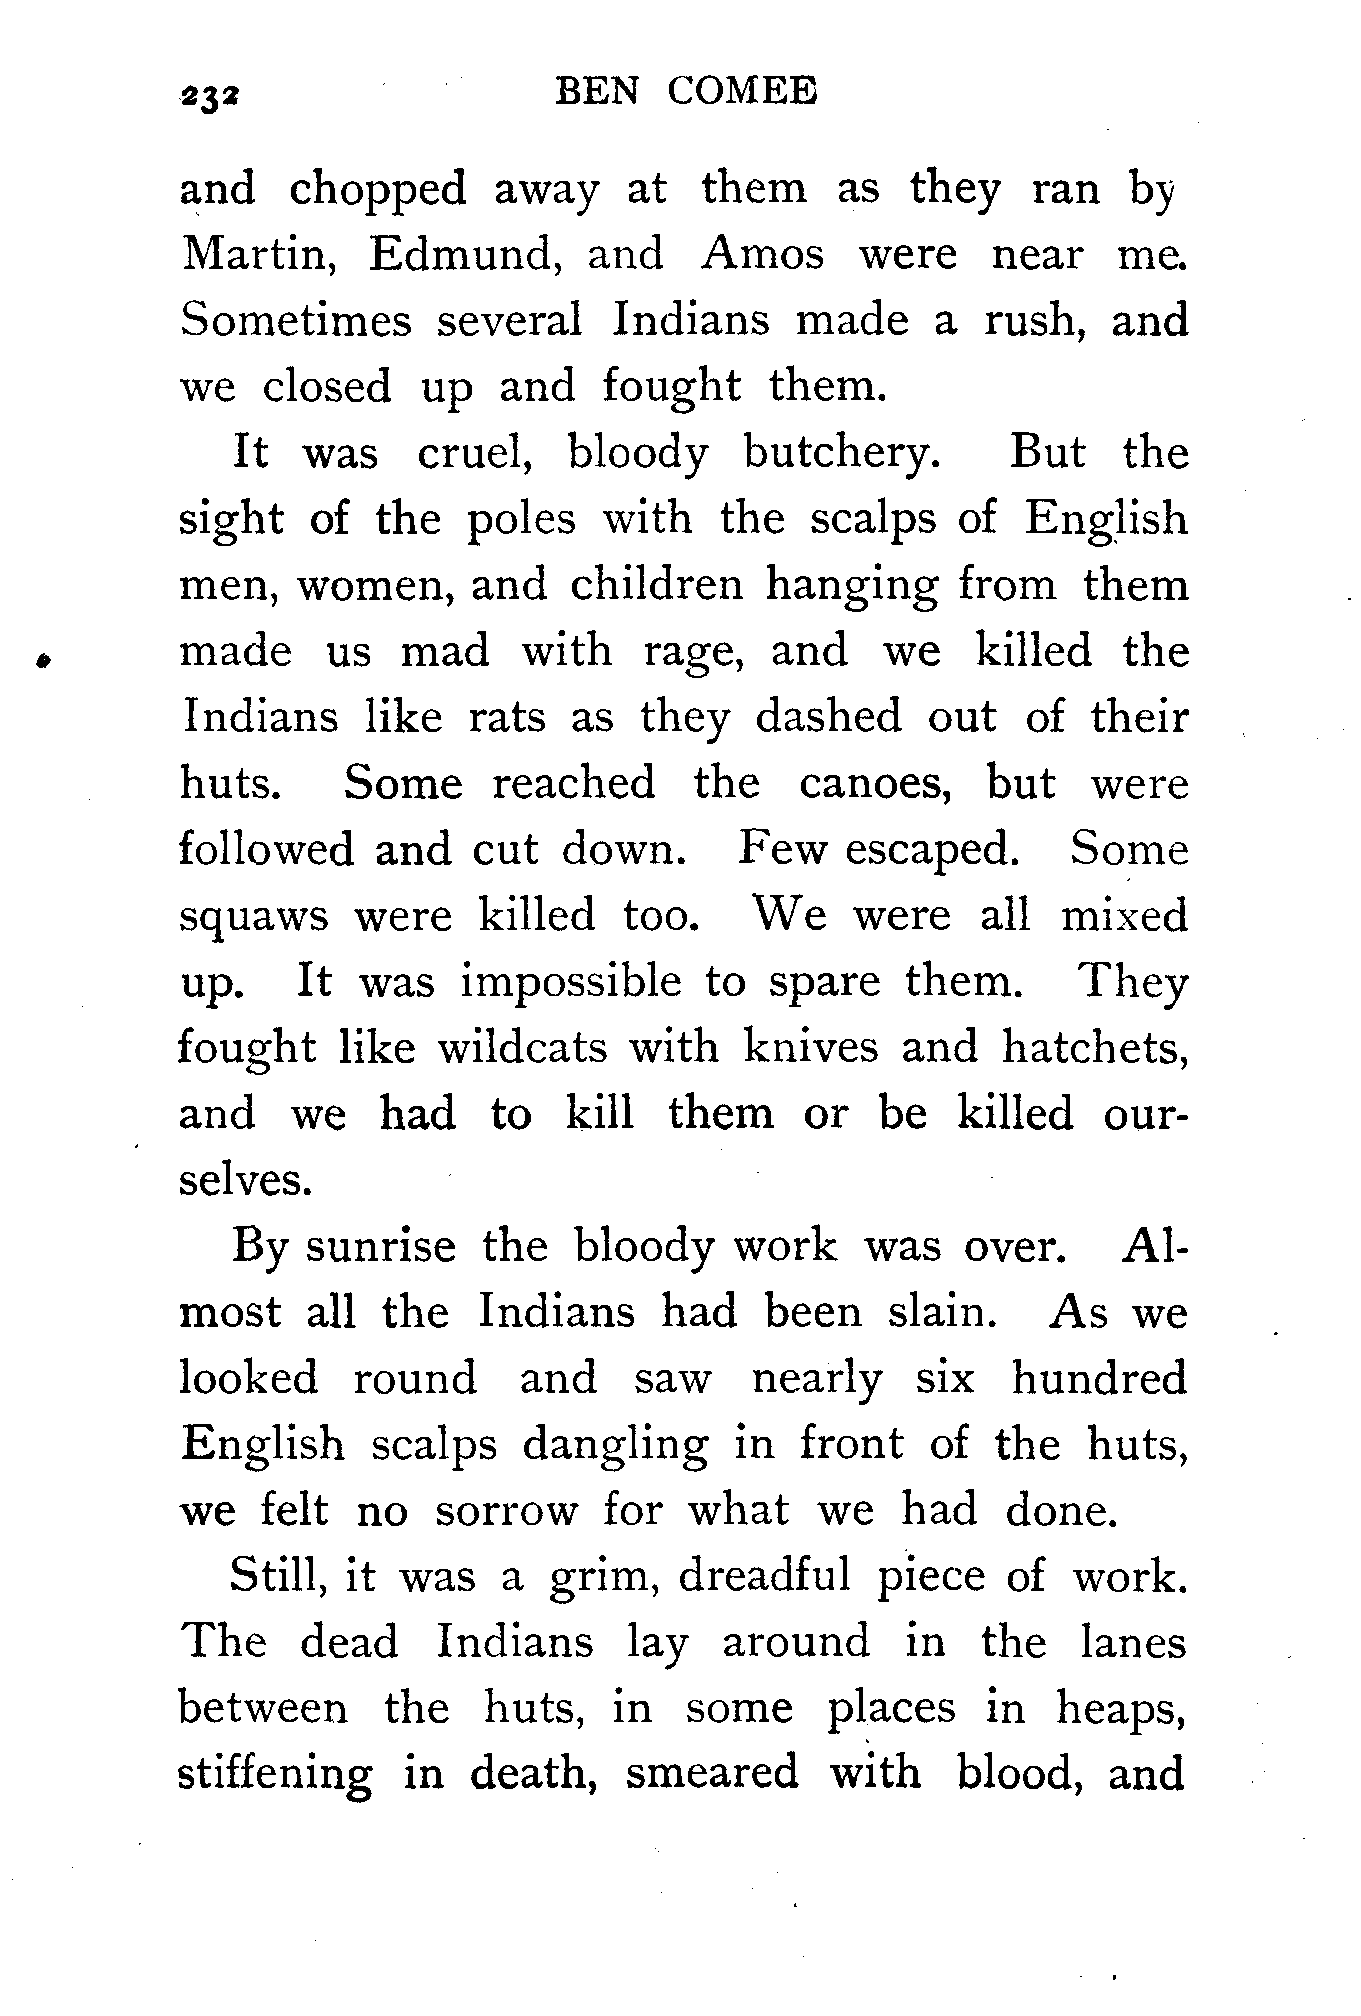 232 BEN COMEE
and chopped away at them as they ran by
Martin, Edmund, and Amos were near me.
Sometimes several Indians made a rush, and
we closed up and fought them.
It was cruel, bloody butchery. But the
sight of the poles with the scalps of English
men, women, and children hanging from them
made us mad with rage, and we killed the
Indians like rats as they dashed out of their
huts. Some reached the canoes, but were
followed and cut down. Few escaped. Some
squaws were killed too. We were all mixed
up. It was impossible to spare them. They
fought like wildcats with knives and hatchets,
and we had to kill them or be killed our-
selves.
By sunrise the bloody work was over. Al-
most all the Indians had been slain. As we
looked round and saw nearly six hundred
English scalps dangling in front of the huts,
we felt no sorrow for what we had done.
Still, it was a grim, dreadful piece of work.
The dead Indians lay around in the lanes
between the huts, in some places in heaps,
stiffening in death, smeared with blood, and